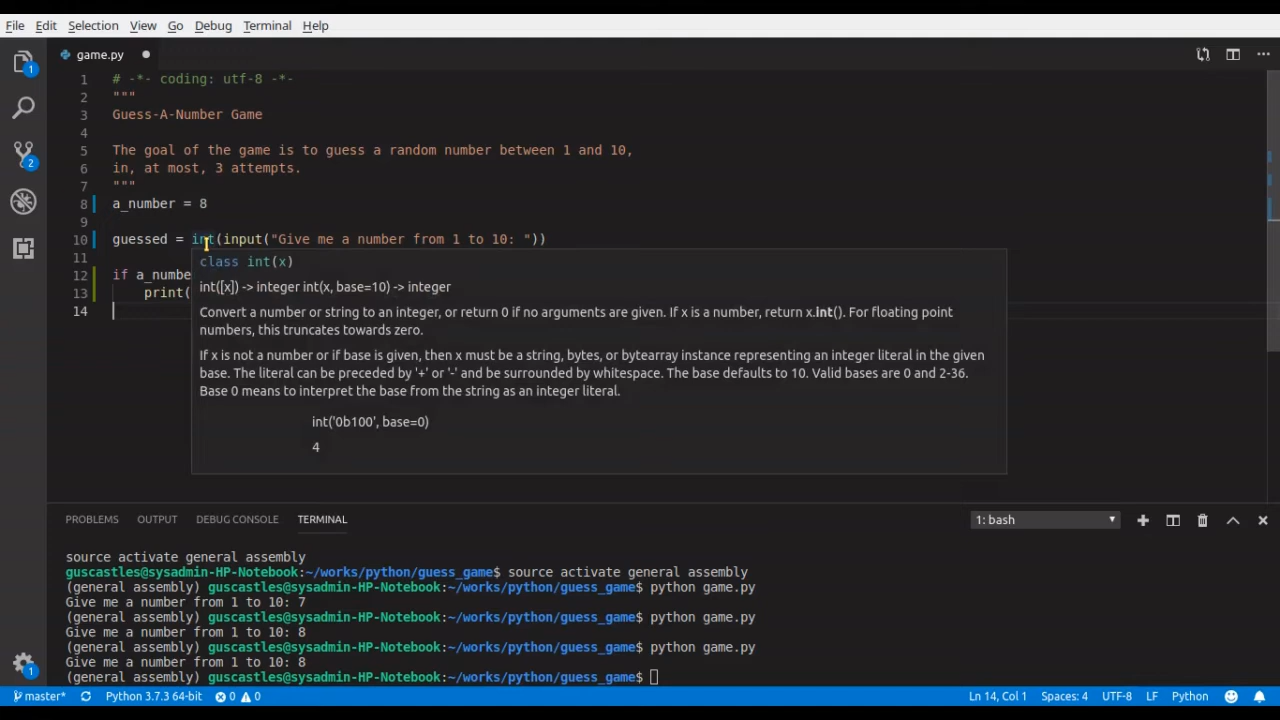 File Edit Selection View Go Debug Terminal Help
game.py
1 # -*- coding: utf-8 -*-
2 """
3 Guess-A-Number Game
4
5 The goal of the game is to guess a random number between 1 and 10,
6 in, at most, 3 attempts.
7 """
8 a_number = 8
9
10 guessed = int(input("Give me a number from 1 to 10: "))
11
class int(x)
12 if a_numbe
int([x]) -> integer int(x, base=10) -> integer
13 print(
14
Convert a number or string to an integer, or return 0 if no arguments are given. If x is a number, return x.int(). For floating point
numbers, this truncates towards zero.
If x is not a number or if base is given, then x must be a string, bytes, or bytearray instance representing an integer literal in the given
base. The literal can be preceded by '+' or '-' and be surrounded by whitespace. The base defaults to 10. Valid bases are 0 and 2-36.
Base 0 means to interpret the base from the string as an integer literal.
int('0b100', base=0)
4
1
2
1
PROBLEMS OUTPUT DEBUG CONSOLE TERMINAL 1: bash
source activate general assembly
guscastles@sysadmin-HP-Notebook:~/works/python/guess_game$ source activate general assembly
(general assembly) guscastles@sysadmin-HP-Notebook:~/works/python/guess_game$ python game.py
Give me a number from 1 to 10: 7
(general assembly) guscastles@sysadmin-HP-Notebook:~/works/python/guess_game$ python game.py
Give me a number from 1 to 10: 8
(general assembly) guscastles@sysadmin-HP-Notebook:~/works/python/guess_game$ python game.py
Give me a number from 1 to 10: 8
(general assembly) guscastles@sysadmin-HP-Notebook:~/works/python/guess_game$
master* Python 3.7.3 64-bit 0 0 Ln 14, Col 1 Spaces: 4 UTF-8 LF Python